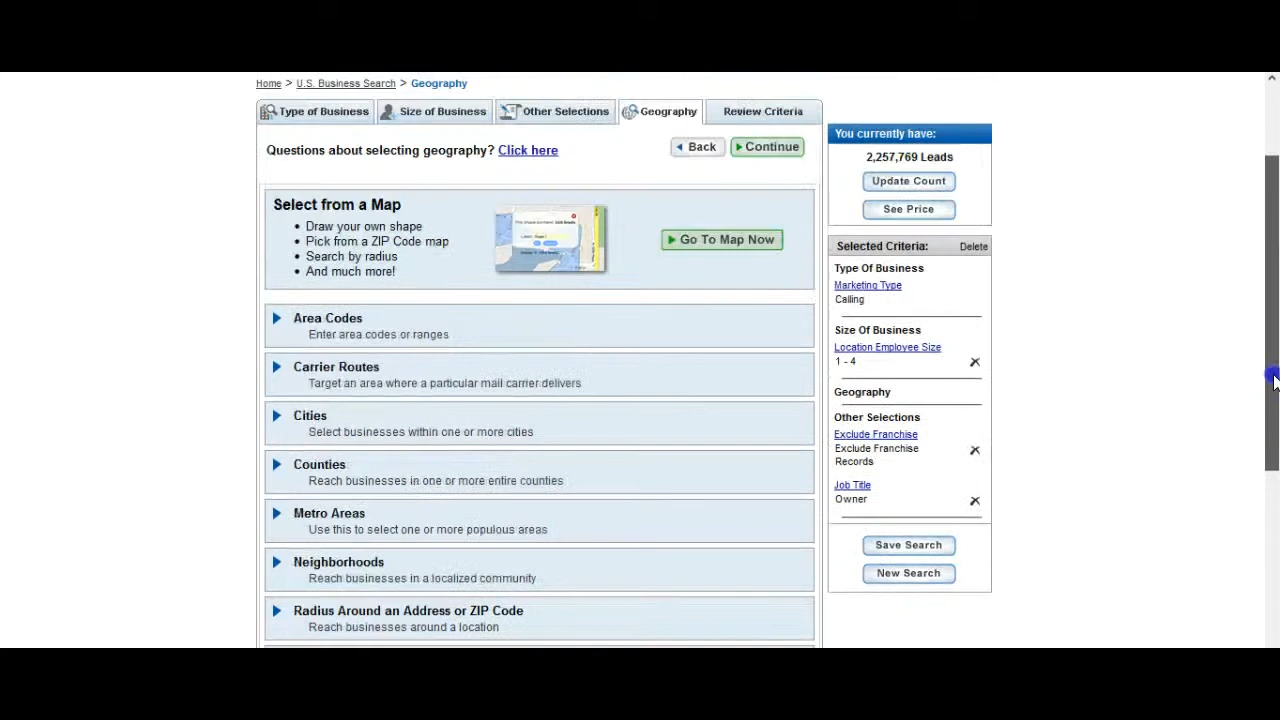 Home > U.S. Business Search > Geography
Type of Business Size of Business Other Selections Geography Review Criteria
Questions about selecting geography? Click here
Back Continue
Select from a Map
• Draw your own shape
• Pick from a ZIP Code map
• Search by radius
• And much more!
Go To Map Now
Area Codes
Enter area codes or ranges
Carrier Routes
Target an area where a particular mail carrier delivers
Cities
Select businesses within one or more cities
Counties
Reach businesses in one or more entire counties
Metro Areas
Use this to select one or more populous areas
Neighborhoods
Reach businesses in a localized community
Radius Around an Address or ZIP Code
Reach businesses around a location
You currently have:
2,257,769 Leads
Update Count
See Price
Selected Criteria: Delete
Type Of Business
Marketing Type
Calling
Size Of Business
Location Employee Size
1 - 4
Geography
Other Selections
Exclude Franchise
Exclude Franchise
Records
Job Title
Owner
Save Search
New Search